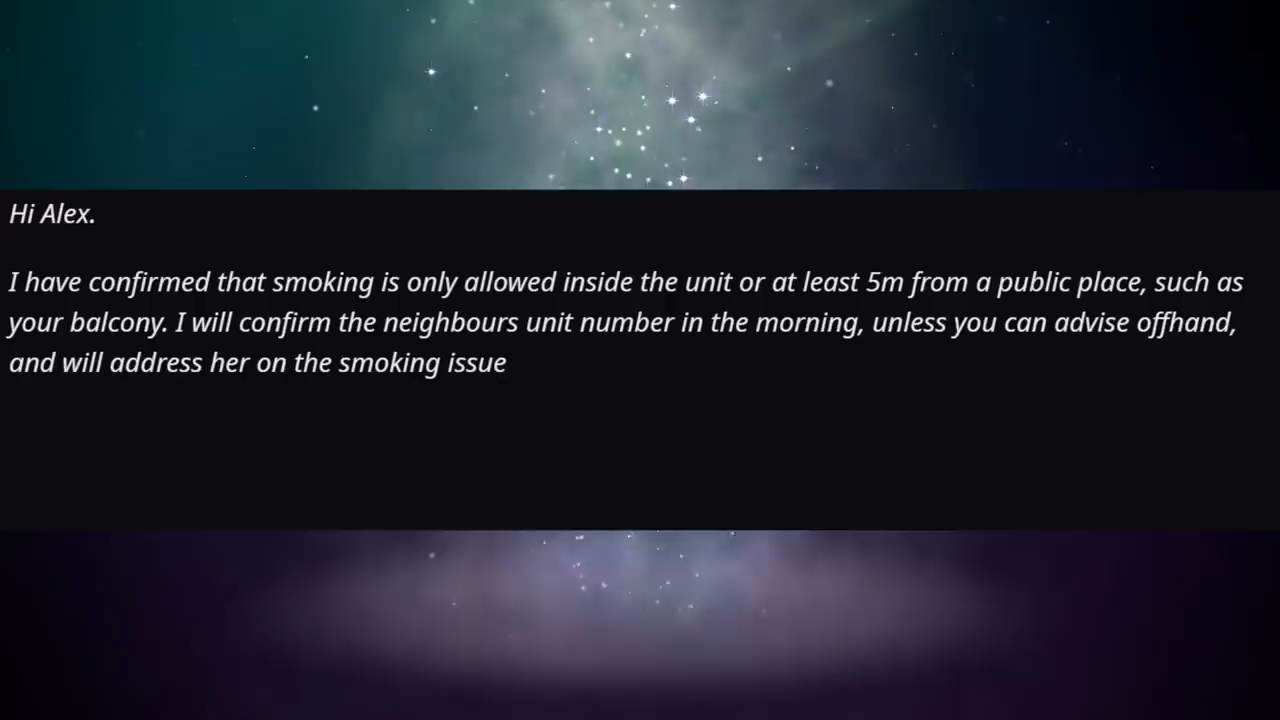 Hi Alex.
I have confirmed that smoking is only allowed inside the unit or at least 5m from a public place, such as
your balcony. I will confirm the neighbours unit number in the morning, unless you can advise offhand,
and will address her on the smoking issue